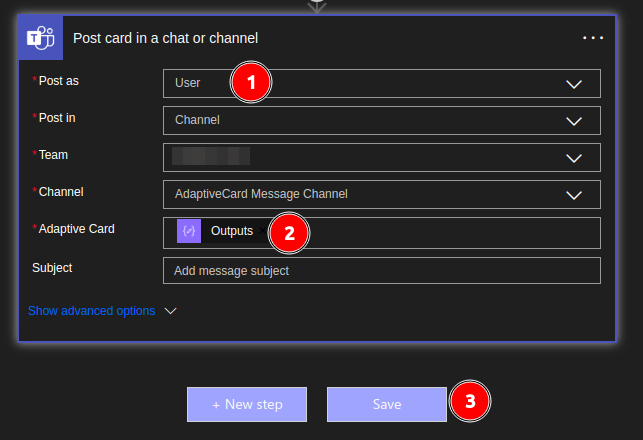 Post card in a chat or channel
* Post as
User
1
* Post in
Channel
* Team
* Channel
AdaptiveCard Message Channel
* Adaptive Card
Outputs ×
2
Subject
Add message subject
Show advanced options
+ New step
Save
3